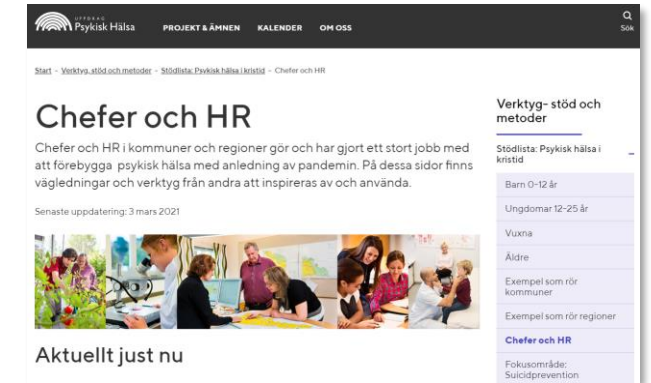 UPPDRAG
Psykisk Hälsa
PROJEKT & ÄMNEN
KALENDER
OM OSS
Sök
Start - Verktyg, stöd och metoder - Stödlista: Psykisk hälsa i kristid - Chefer och HR
Chefer och HR
Chefer och HR i kommuner och regioner gör och har gjort ett stort jobb med
att förebygga psykisk hälsa med anledning av pandemin. På dessa sidor finns
vägledningar och verktyg från andra att inspireras av och använda.
Senaste uppdatering: 3 mars 2021
Aktuellt just nu
Verktyg- stöd och
metoder
Stödlista: Psykisk hälsa i
kristid
Barn 0-12 år
Ungdomar 12-25 år
Vuxna
Äldre
Exempel som rör
kommuner
Exempel som rör regioner
Chefer och HR
Fokusområde:
Suicidprevention